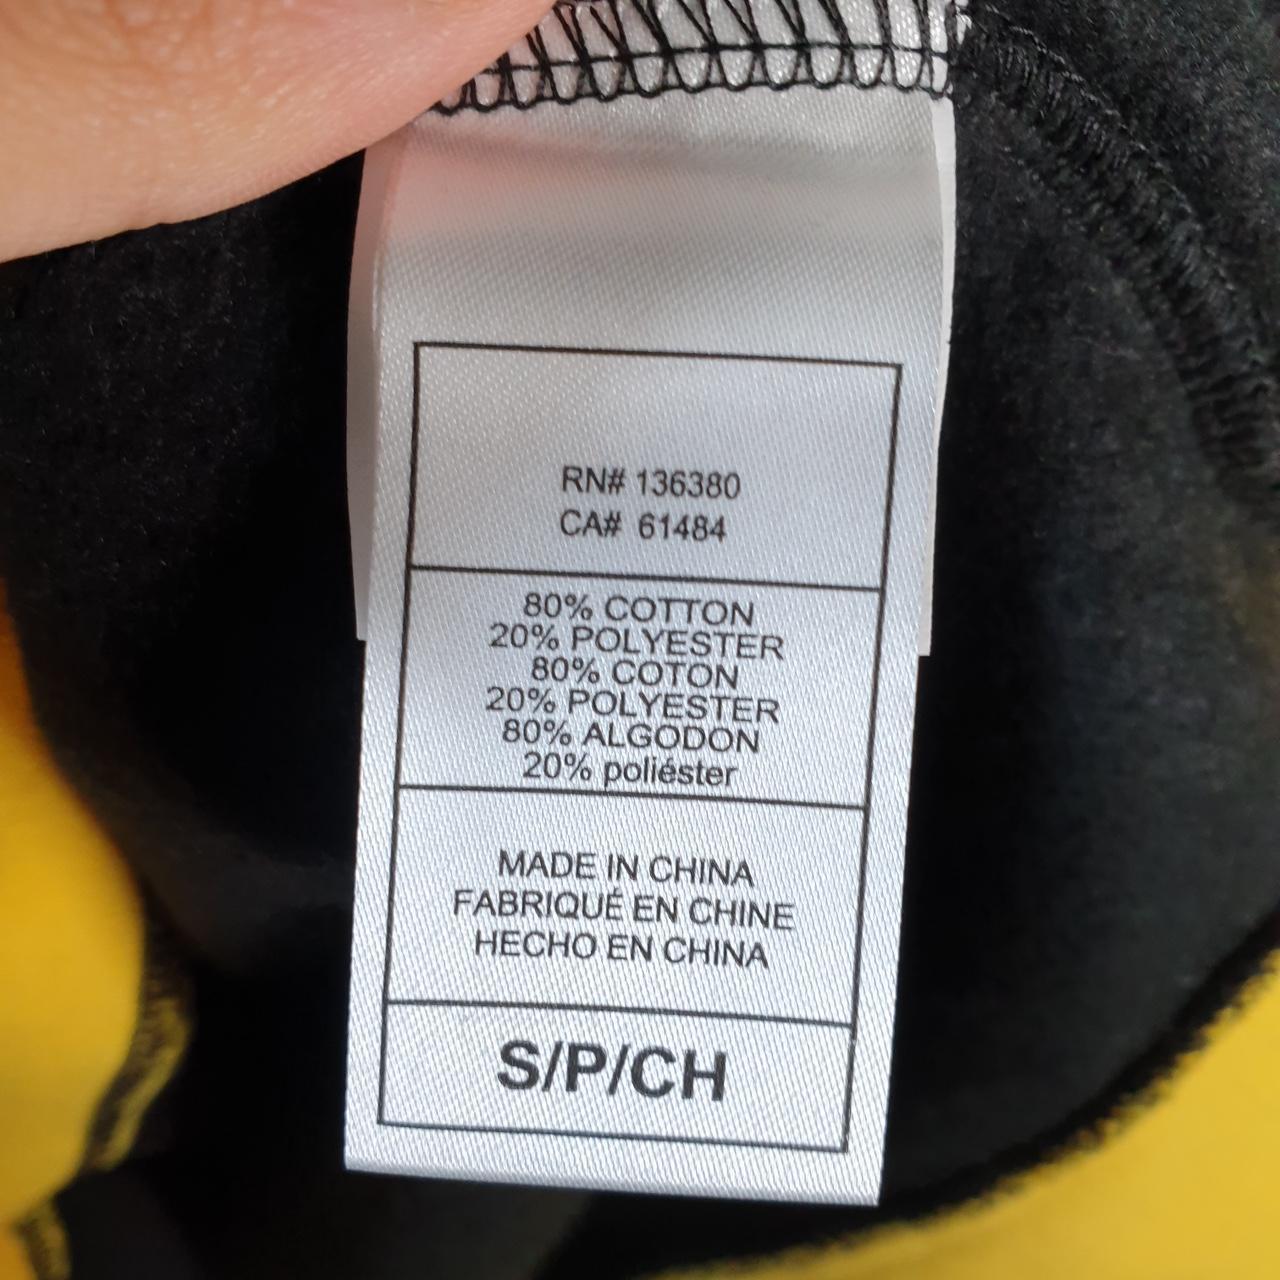 RN# 136380
CA# 61484
80% COTTON
20% POLYESTER
80% COTON
20% POLYESTER
80% ALGODON
20% poliéster
MADE IN CHINA
FABRIQUÉ EN CHINE
HECHO EN CHINA
S/P/CH